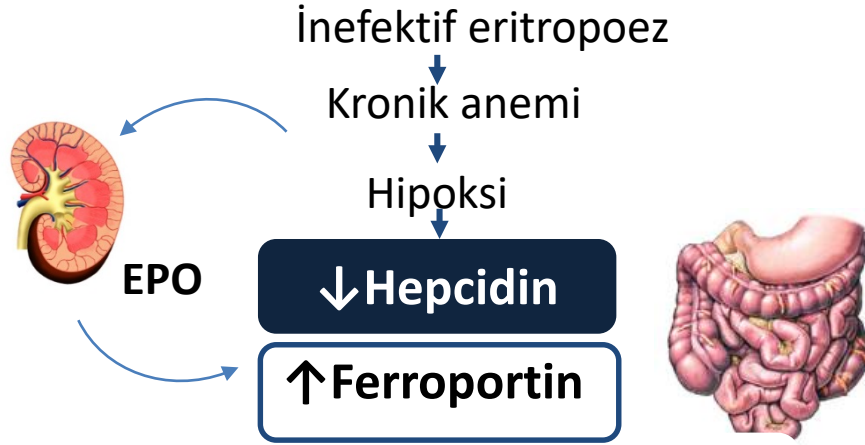 İnefektif eritropoez
Kronik anemi
Hipoksi
EPO
↓Hepcidin
↑Ferroportin